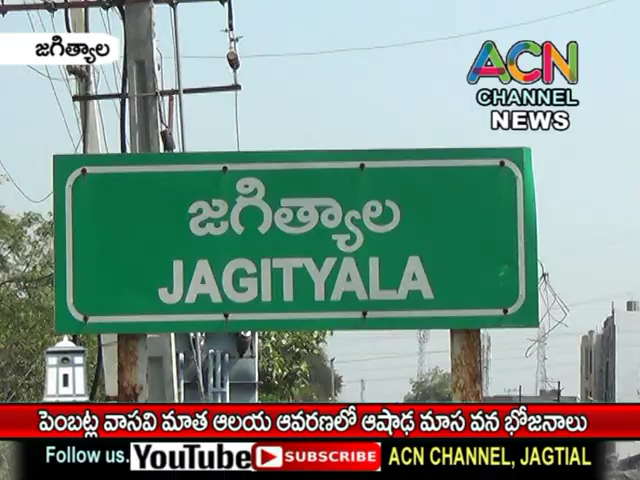 జగిత్యాల
ACN
CHANNEL
NEWS
జగిత్యాల
JAGITYALA
పెంబట్ల వాసవి మాత ఆలయ ఆవరణలో ఆషాఢ మాస వన భోజనాలు
Follow us. YouTube SUBSCRIBE ACN CHANNEL, JAGTIAL